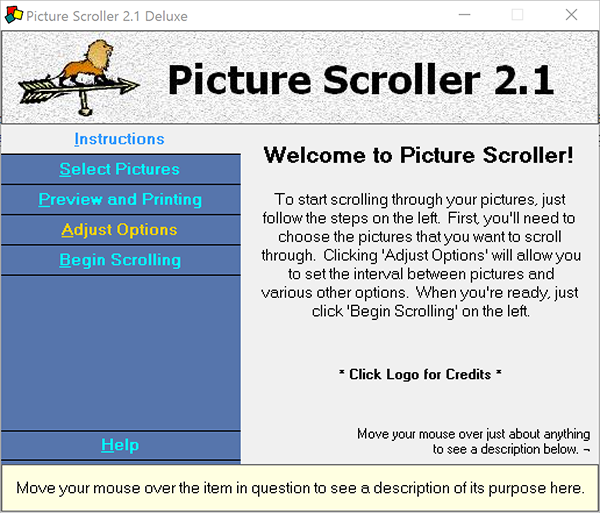 Picture Scroller 2.1 Deluxe
Picture Scroller 2.1
Instructions
Select Pictures
Preview and Printing
Adjust Options
Begin Scrolling
Help
Welcome to Picture Scroller!
To start scrolling through your pictures, just
follow the steps on the left. First, you'll need to
choose the pictures that you want to scroll
through. Clicking 'Adjust Options' will allow you
to set the interval between pictures and
various other options. When you're ready, just
click 'Begin Scrolling' on the left.
* Click Logo for Credits *
Move your mouse over just about anything
to see a description below. ¬
Move your mouse over the item in question to see a description of its purpose here.